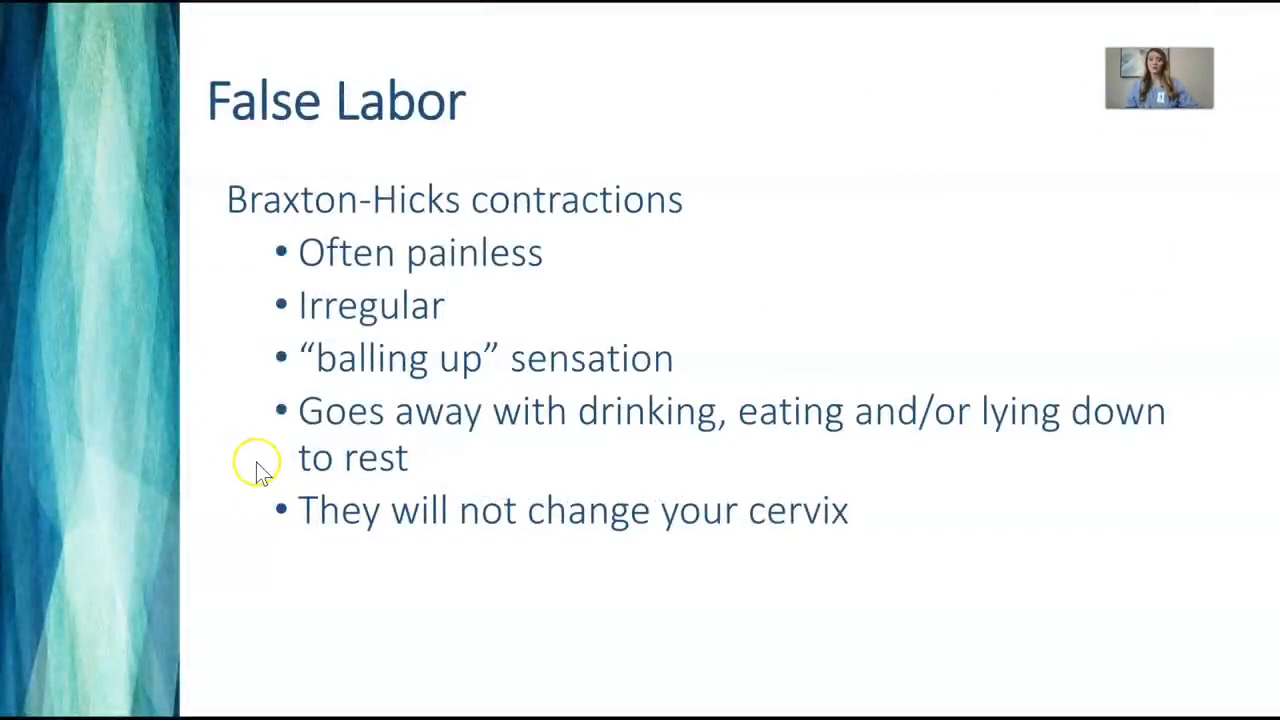 False Labor
Braxton-Hicks contractions
• Often painless
• Irregular
• “balling up” sensation
• Goes away with drinking, eating and/or lying down
to rest
• They will not change your cervix